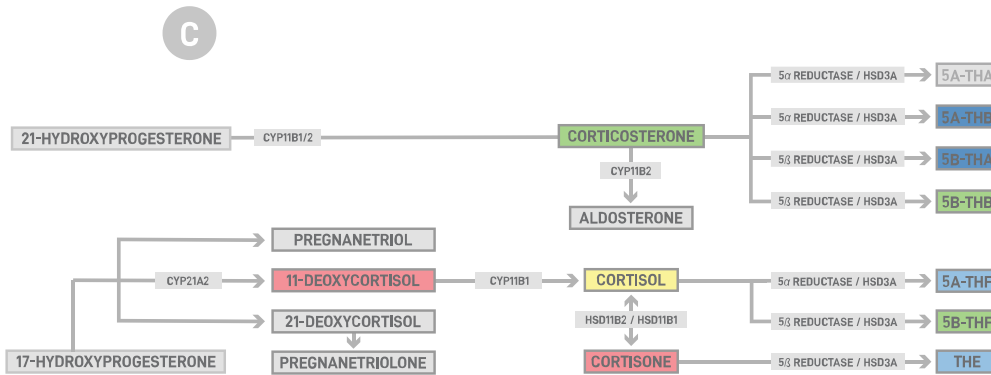 C
5α REDUCTASE / HSD3A
5A-THA
5α REDUCTASE / HSD3A
5A-THB
21-HYDROXYPROGESTERONE
CYP11B1/2
CORTICOSTERONE
5ß REDUCTASE / HSD3A
5B-THA
CYP11B2
5ß REDUCTASE / HSD3A
5B-THB
ALDOSTERONE
PREGNANETRIOL
CYP21A2
11-DEOXYCORTISOL
CYP11B1
CORTISOL
5α REDUCTASE / HSD3A
5A-THF
21-DEOXYCORTISOL
HSD11B2 / HSD11B1
5ß REDUCTASE / HSD3A
5B-THF
17-HYDROXYPROGESTERONE
PREGNANETRIOLONE
CORTISONE
5ß REDUCTASE / HSD3A
THE